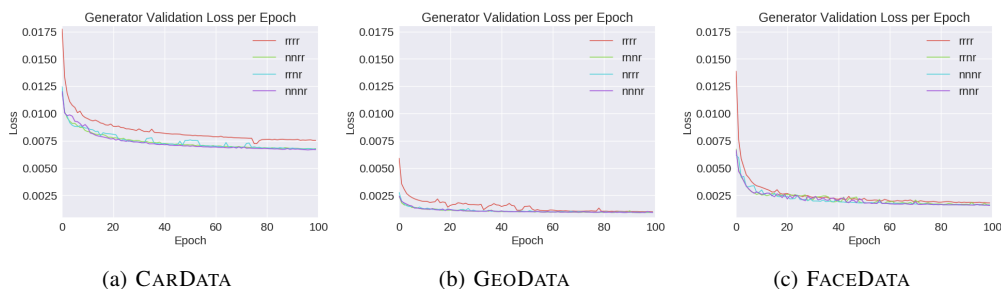 Generator Validation Loss per Epoch
0.0175
0.0150
0.0125
0.0100
0.0075
0.0050
0.0025
Loss
rrrr
nnrr
rrnr
nnnr
0 20 40 60 80 100
Epoch
(a) CARDATA
Generator Validation Loss per Epoch
0.0175
0.0150
0.0125
0.0100
0.0075
0.0050
0.0025
Loss
rrrr
rnnr
nrrr
nnnr
0 20 40 60 80 100
Epoch
(b) GEODATA
Generator Validation Loss per Epoch
0.0175
0.0150
0.0125
0.0100
0.0075
0.0050
0.0025
Loss
rrrr
rrnr
nnnr
rnnr
0 20 40 60 80 100
Epoch
(c) FACEDATA